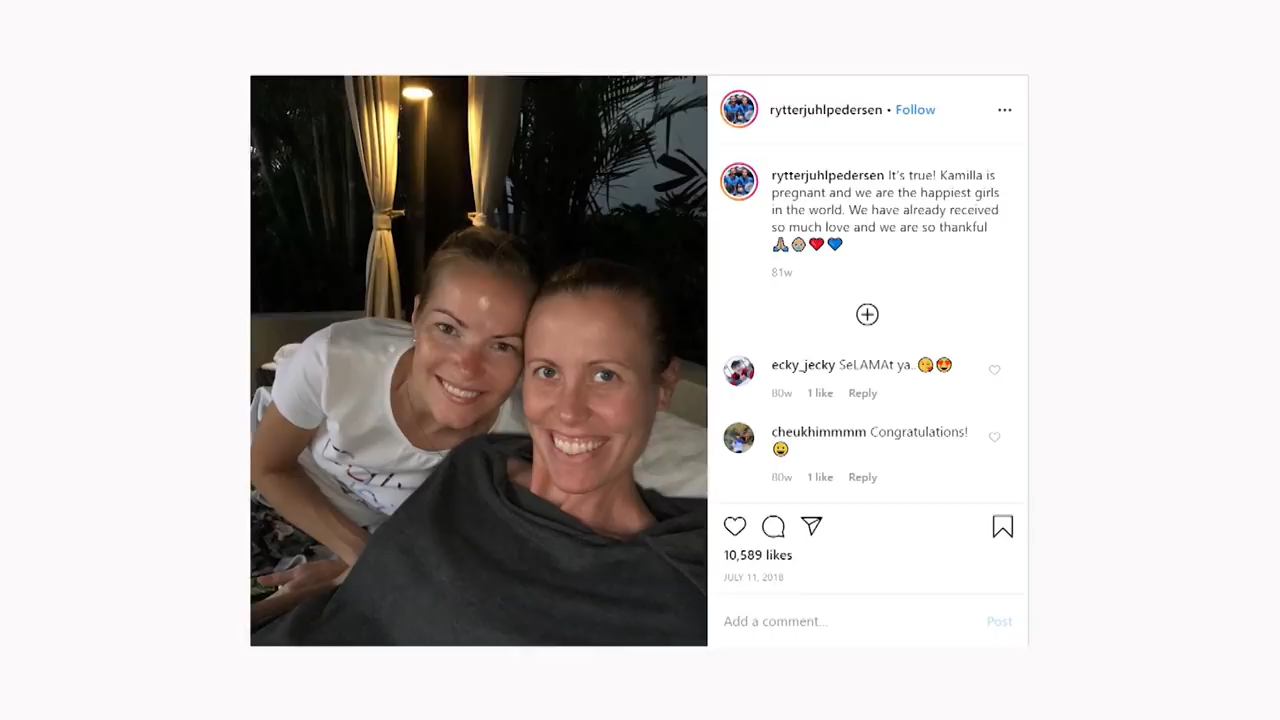 rytterjuhlpedersen • Follow
rytterjuhlpedersen It's true! Kamilla is
pregnant and we are the happiest girls
in the world. We have already received
so much love and we are so thankful
🙏🏼👶🏼❤️💙
81w
ecky_jecky SeLAMAt ya..😘😍
80w 1 like Reply
cheukhimmmm Congratulations!
😀
80w 1 like Reply
10,589 likes
JULY 11, 2018
Add a comment... Post